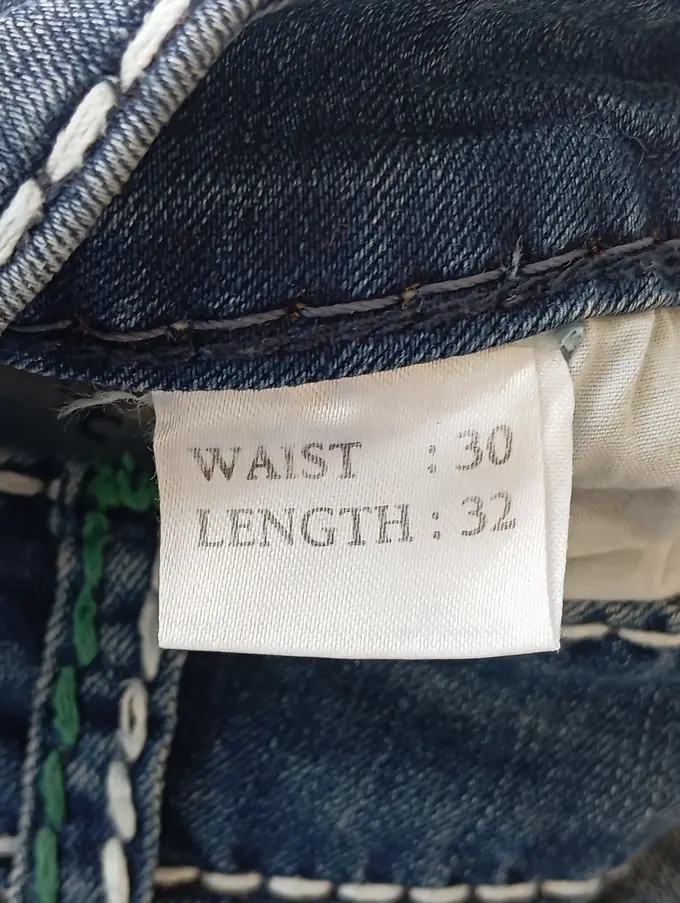 WAIST : 30
LENGTH : 32